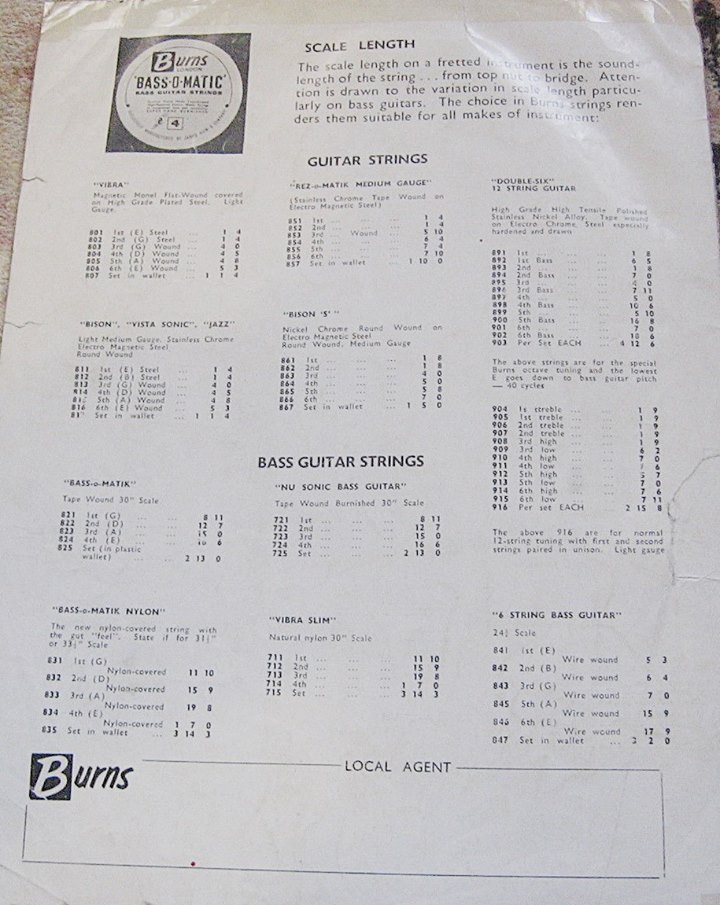 Burns
LONDON
'BASS-O-MATIC'
BASS GUITAR STRINGS
4
SCALE LENGTH
The scale length on a fretted instrument is the sound-
length of the string . . . from top nut to bridge. Atten-
tion is drawn to the variation in scale length particu-
larly on bass guitars. The choice in Burns strings ren-
ders them suitable for all makes of instrument:
GUITAR STRINGS
"VIBRA"
Magnetic Monel Flat-Wound covered
on High Grade Plated Steel. Light
Gauge.
801 1st (E) Steel ... 1 4
802 2nd (G) Steel ... 1 4
803 3rd (G) Wound ... 4 0
804 4th (D) Wound ... 4 5
805 5th (A) Wound ... 4 8
806 6th (E) Wound ... 5 3
807 Set in wallet ... 1 1 4
"REZ-o-MATIK MEDIUM GAUGE"
(Stainless Chrome Tape Wound on
Electro Magnetic Steel)
851 1st ... ... ... 1 4
852 2nd ... ... ... 1 4
853 3rd ... Wound ... 5 10
854 4th ... ... ... 6 4
855 5th ... ... ... 7 4
856 6th ... ... ... 7 10
857 Set in wallet ... 1 10 0
"DOUBLE-SIX"
12 STRING GUITAR
High Grade High Tensile Polished
Stainless Nickel Alloy. Tape wound
on Electro Chrome Steel especially
hardened and drawn
891 1st ... ... 1 8
892 1st Bass ... 6 5
893 2nd ... ... 1 8
894 2nd Bass ... 7 0
895 3rd ... ... 4 0
896 3rd Bass ... 7 11
897 4th ... ... 5 0
898 4th Bass ... 10 6
899 5th ... ... 5 10
900 5th Bass ... 16 8
901 6th ... ... 7 0
902 6th Bass ... 18 6
903 Per Set EACH ... 4 12 6
The above strings are for the special
Burns octave tuning and the lowest
E goes down to bass guitar pitch
— 40 cycles
904 1s treble ... ... 1 9
905 1st treble ... ... 1 9
906 2nd treble ... ... 1 9
907 2nd treble ... ... 1 9
908 3rd high ... ... 1 9
909 3rd low ... ... 6 2
910 4th high ... ... 7 0
911 4th low ... ... 6
912 5th high ... ... 7
913 5th low ... ... 7 0
914 6th high ... ... 7 6
915 6th low ... ... 7 11
916 Per set EACH 2 15 8
The above 916 are for normal
12-string tuning with first and second
strings paired in unison. Light gauge
"BISON", "VISTA SONIC", "JAZZ"
Light Medium Gauge. Stainless Chrome
Electro Magnetic Steel
Round Wound
811 1st (E) Steel ... 1 4
812 2nd (B) Steel ... 1 4
813 3rd (G) Wound ... 4 0
814 4th (D) Wound ... 4 5
5th (A) Wound ... 4 8
816 6th (E) Wound ... 5 3
Set in wallet ... 1 1 4
"BISON 'S' "
Nickel Chrome Round Wound on
Electro Magnetic Steel
Round Wound. Medium Gauge
861 1st ... ... ... 1 8
862 2nd ... ... ... 1 8
863 3rd ... ... ... 4 0
864 4th ... ... ... 5 0
865 5th ... ... ... 5 8
866 6th ... ... ... 7 0
867 Set in wallet ... 1 5 0
BASS GUITAR STRINGS
"BASS-o-MATIK"
Tape Wound 30" Scale
821 1st (G) ... ... 8 11
822 2nd (D) ... ... 12 7
823 3rd (A) ... ... 15 0
824 4th (E) ... ... 6
825 Set (in plastic
wallet) ... 2 13 0
"NU SONIC BASS GUITAR"
Tape Wound Burnished 30" Scale
721 1st ... ... ... 8 11
722 2nd ... ... ... 12 7
723 3rd ... ... ... 15 0
724 4th ... ... ... 16 6
725 Set ... ... 2 13 0
"BASS-o-MATIK NYLON"
The new nylon-covered string with
the gut "feel". State if for 31½"
or 33½" Scale
831 1st (G)
Nylon-covered 11 10
832 2nd (D)
Nylon-covered 15 9
833 3rd (A)
Nylon-covered 19 8
834 4th (E)
Nylon-covered 1 7 0
835 Set in wallet ... 3 14 3
"VIBRA SLIM"
Natural nylon 30" Scale
711 1st ... ... ... 11 10
712 2nd ... ... ... 15 9
713 3rd ... ... ... 19 8
714 4th ... ... 1 7 0
715 Set ... ... 3 14 3
"6 STRING BASS GUITAR"
24¾ Scale
841 1st (E)
Wire wound 5 3
842 2nd (B)
Wire wound 6 4
843 3rd (G)
Wire wound 7 0
845 5th (A)
Wire wound 15 9
846 6th (E)
Wire wound 17 9
847 Set in wallet ... 3 2 0
Burns
LOCAL AGENT